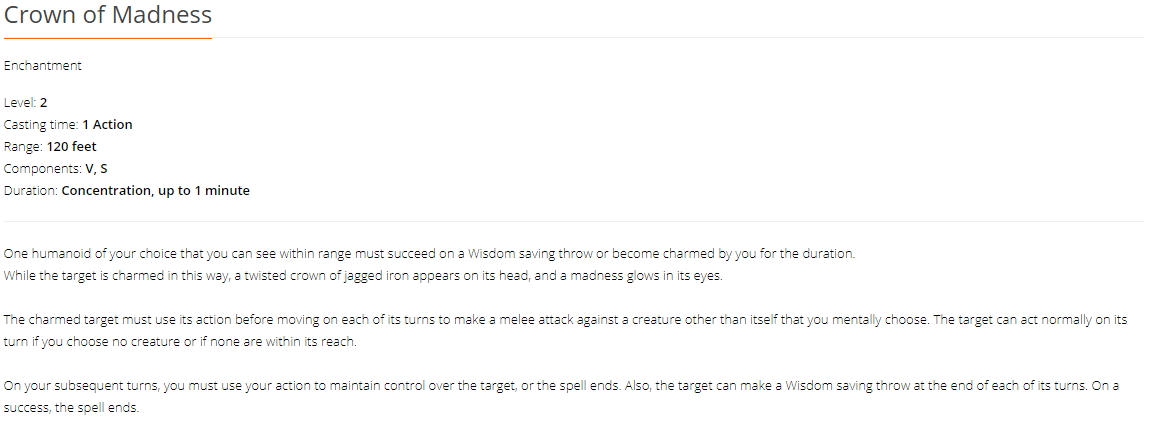 Crown of Madness
Enchantment
Level: 2
Casting time: 1 Action
Range: 120 feet
Components: V, S
Duration: Concentration, up to 1 minute
One humanoid of your choice that you can see within range must succeed on a Wisdom saving throw or become charmed by you for the duration.
While the target is charmed in this way, a twisted crown of jagged iron appears on its head, and a madness glows in its eyes.
The charmed target must use its action before moving on each of its turns to make a melee attack against a creature other than itself that you mentally choose. The target can act normally on its
turn if you choose no creature or if none are within its reach.
On your subsequent turns, you must use your action to maintain control over the target, or the spell ends. Also, the target can make a Wisdom saving throw at the end of each of its turns. On a
success, the spell ends.